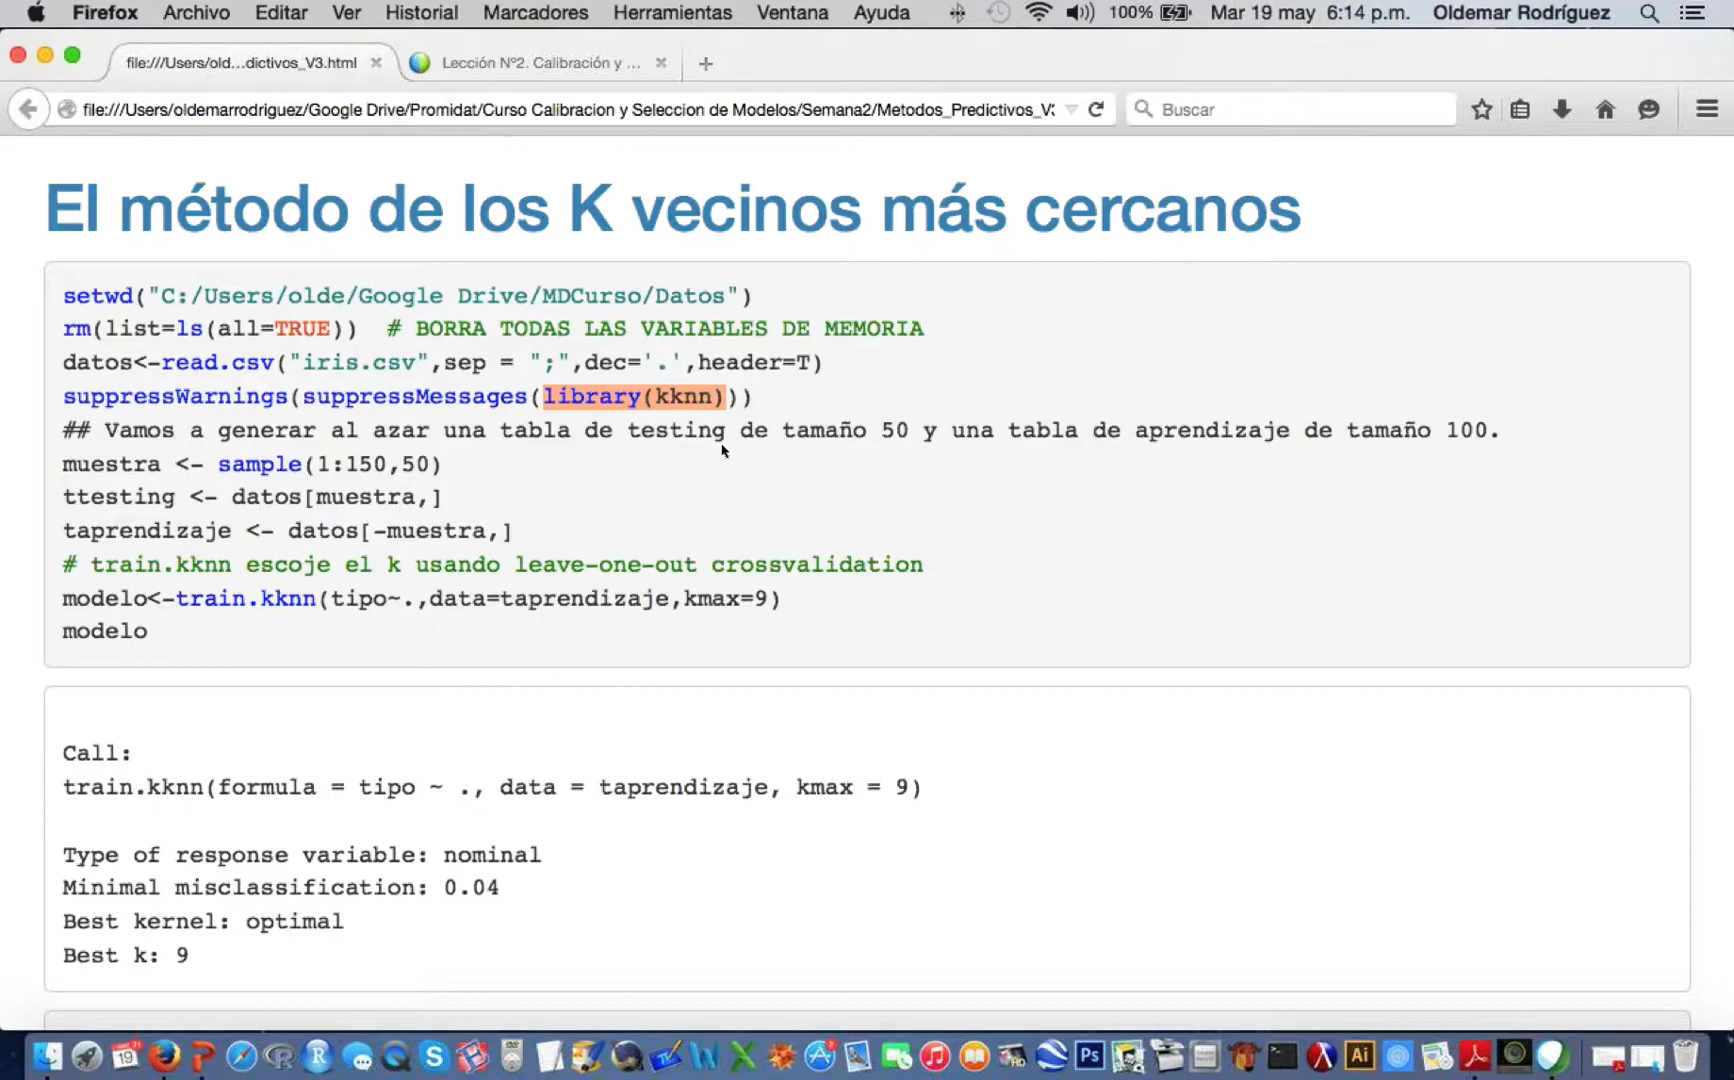 Firefox Archivo Editar Ver Historial Marcadores Herramientas Ventana Ayuda 100% Mar 19 may 6:14 p.m. Oldemar Rodríguez
file:///Users/old...dictivos_V3.html Lección Nº2. Calibración y ...
file:///Users/oldemarrodriguez/Google Drive/Promidat/Curso Calibracion y Seleccion de Modelos/Semana2/Metodos_Predictivos_V: Buscar
El método de los K vecinos más cercanos
setwd("C:/Users/olde/Google Drive/MDCurso/Datos")
rm(list=ls(all=TRUE)) # BORRA TODAS LAS VARIABLES DE MEMORIA
datos<-read.csv("iris.csv",sep = ";",dec='.',header=T)
suppressWarnings(suppressMessages(library(kknn)))
## Vamos a generar al azar una tabla de testing de tamaño 50 y una tabla de aprendizaje de tamaño 100.
muestra <- sample(1:150,50)
ttesting <- datos[muestra,]
taprendizaje <- datos[-muestra,]
# train.kknn escoje el k usando leave-one-out crossvalidation
modelo<-train.kknn(tipo~.,data=taprendizaje,kmax=9)
modelo
Call:
train.kknn(formula = tipo ~ ., data = taprendizaje, kmax = 9)
Type of response variable: nominal
Minimal misclassification: 0.04
Best kernel: optimal
Best k: 9
19 Ps Ai